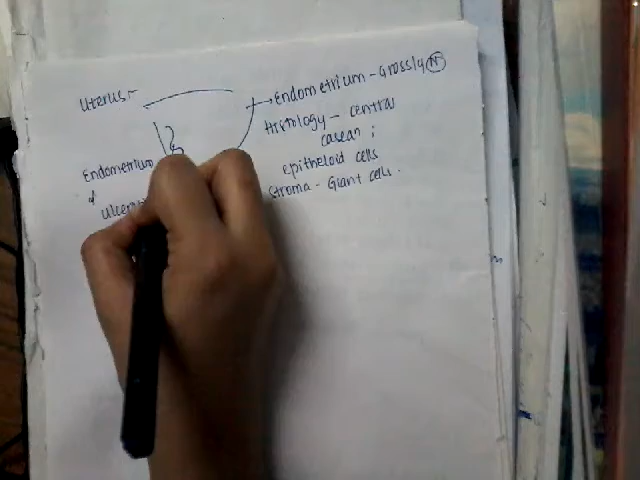 Uterus:-
Endometrium - Grossly N
Histology - central
casean ;
epitheloid cells
stroma - Giant cells.
Endometrium